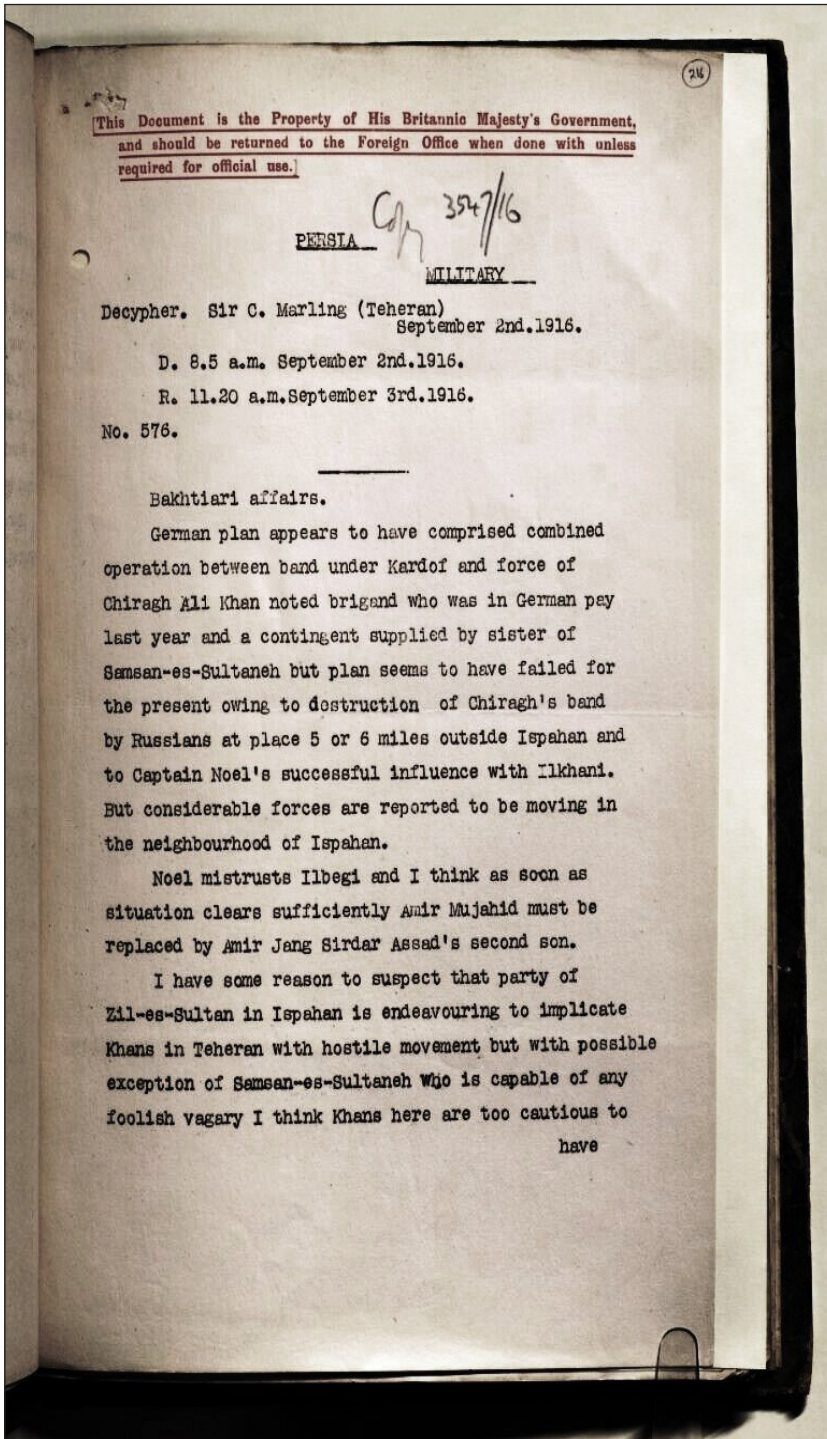 [This Document is the Property of His Britannic Majesty's Government,
and should be returned to the Foreign Office when done with unless
required for official use.]
Copy 3547/16
PERSIA
MILITARY
Decypher. Sir C. Marling (Teheran)
September 2nd.1916.
D. 8.5 a.m. September 2nd.1916.
R. 11.20 a.m.September 3rd.1916.
No. 576.
Bakhtiari affairs.
German plan appears to have comprised combined
operation between band under Kardof and force of
Chiragh Ali Khan noted brigand who was in German pay
last year and a contingent supplied by sister of
Samsan-es-Sultaneh but plan seems to have failed for
the present owing to destruction of Chiragh's band
by Russians at place 5 or 6 miles outside Ispahan and
to Captain Noel's successful influence with Ilkhani.
But considerable forces are reported to be moving in
the neighbourhood of Ispahan.
Noel mistrusts Ilbegi and I think as soon as
situation clears sufficiently Amir Mujahid must be
replaced by Amir Jang Sirdar Assad's second son.
I have some reason to suspect that party of
Zil-es-Sultan in Ispahan is endeavouring to implicate
Khans in Teheran with hostile movement but with possible
exception of Samsan-es-Sultaneh who is capable of any
foolish vagary I think Khans here are too cautious to
have